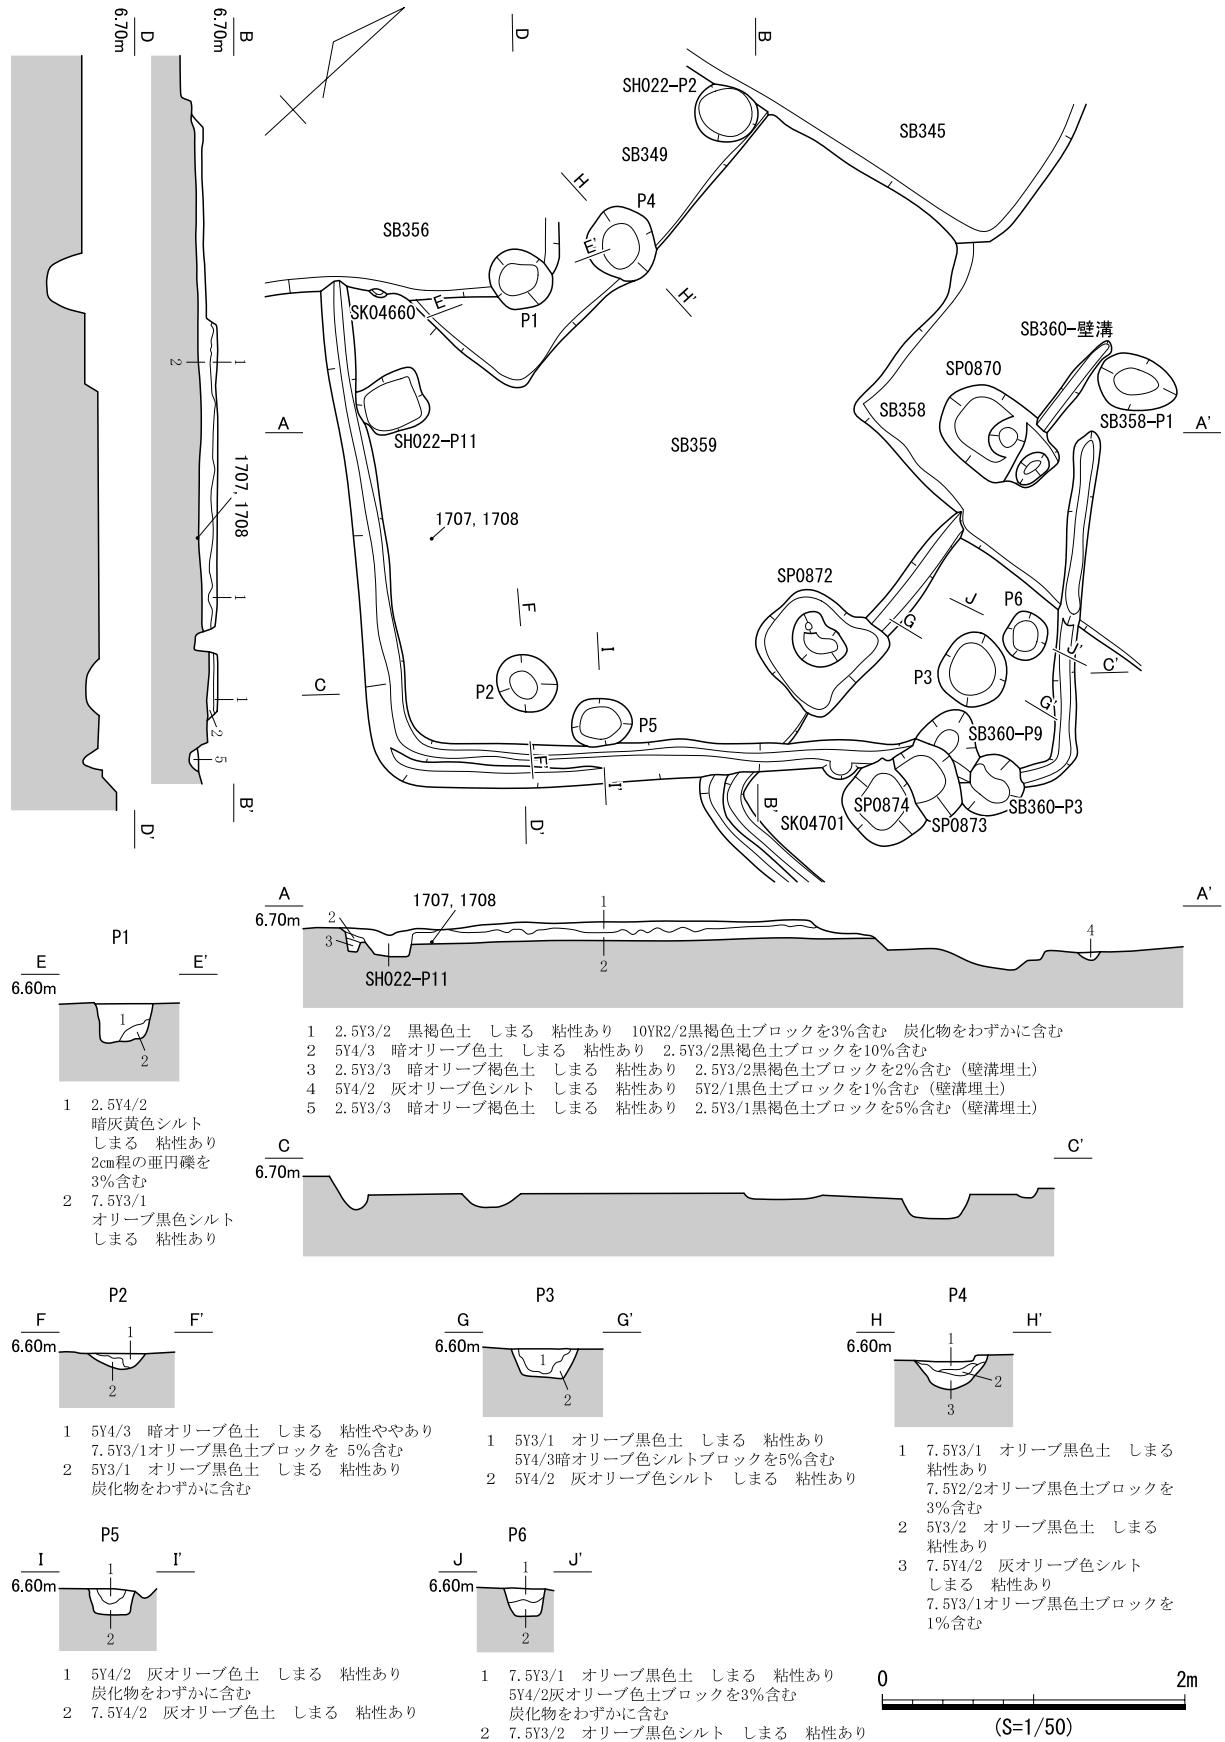 D
6.70m
B
6.70m
D
B
SH022-P2
SB345
SB349
H
P4
SB356
E'
H'
SK04660
E
P1
SB360-壁溝
SP0870
2
1
SB358
SB358-P1
A
A'
SH022-P11
SB359
1707, 1708
1707, 1708
SP0872
1
F
J
P6
I
G
J'
C'
C
P2
P3
1
2
P5
G'
SB360-P9
5
F'
I'
SP0874
SB360-P3
B'
B'
SK04701
SP0873
D'
D'
A
1707, 1708
A'
6.70m
1
2
3
4
2
SH022-P11
P1
E
E'
6.60m
1
2
1 2.5Y3/2 黒褐色土 しまる 粘性あり 10YR2/2黒褐色土ブロックを3%含む 炭化物をわずかに含む
2 5Y4/3 暗オリーブ色土 しまる 粘性あり 2.5Y3/2黒褐色土ブロックを10%含む
3 2.5Y3/3 暗オリーブ褐色土 しまる 粘性あり 2.5Y3/2黒褐色土ブロックを2%含む（壁溝埋土）
4 5Y4/2 灰オリーブ色シルト しまる 粘性あり 5Y2/1黒色土ブロックを1%含む（壁溝埋土）
5 2.5Y3/3 暗オリーブ褐色土 しまる 粘性あり 2.5Y3/1黒褐色土ブロックを5%含む（壁溝埋土）
1 2.5Y4/2
暗灰黄色シルト
しまる 粘性あり
2cm程の亜円礫を
3%含む
2 7.5Y3/1
オリーブ黒色シルト
しまる 粘性あり
C
C'
6.70m
P2
F
F'
6.60m
1
2
1 5Y4/3 暗オリーブ色土 しまる 粘性ややあり
7.5Y3/1オリーブ黒色土ブロックを 5%含む
2 5Y3/1 オリーブ黒色土 しまる 粘性あり
炭化物をわずかに含む
P3
G
G'
6.60m
1
2
1 5Y3/1 オリーブ黒色土 しまる 粘性あり
5Y4/3暗オリーブ色シルトブロックを5%含む
2 5Y4/2 灰オリーブ色シルト しまる 粘性あり
P4
H
H'
6.60m
1
2
3
1 7.5Y3/1 オリーブ黒色土 しまる
粘性あり
7.5Y2/2オリーブ黒色土ブロックを
3%含む
2 5Y3/2 オリーブ黒色土 しまる
粘性あり
3 7.5Y4/2 灰オリーブ色シルト
しまる 粘性あり
7.5Y3/1オリーブ黒色土ブロックを
1%含む
P5
I
I'
6.60m
1
2
1 5Y4/2 灰オリーブ色土 しまる 粘性あり
炭化物をわずかに含む
2 7.5Y4/2 灰オリーブ色土 しまる 粘性あり
P6
J
J'
6.60m
1
2
1 7.5Y3/1 オリーブ黒色土 しまる 粘性あり
5Y4/2灰オリーブ色土ブロックを3%含む
炭化物をわずかに含む
2 7.5Y3/2 オリーブ黒色シルト しまる 粘性あり
0
2m
(S=1/50)